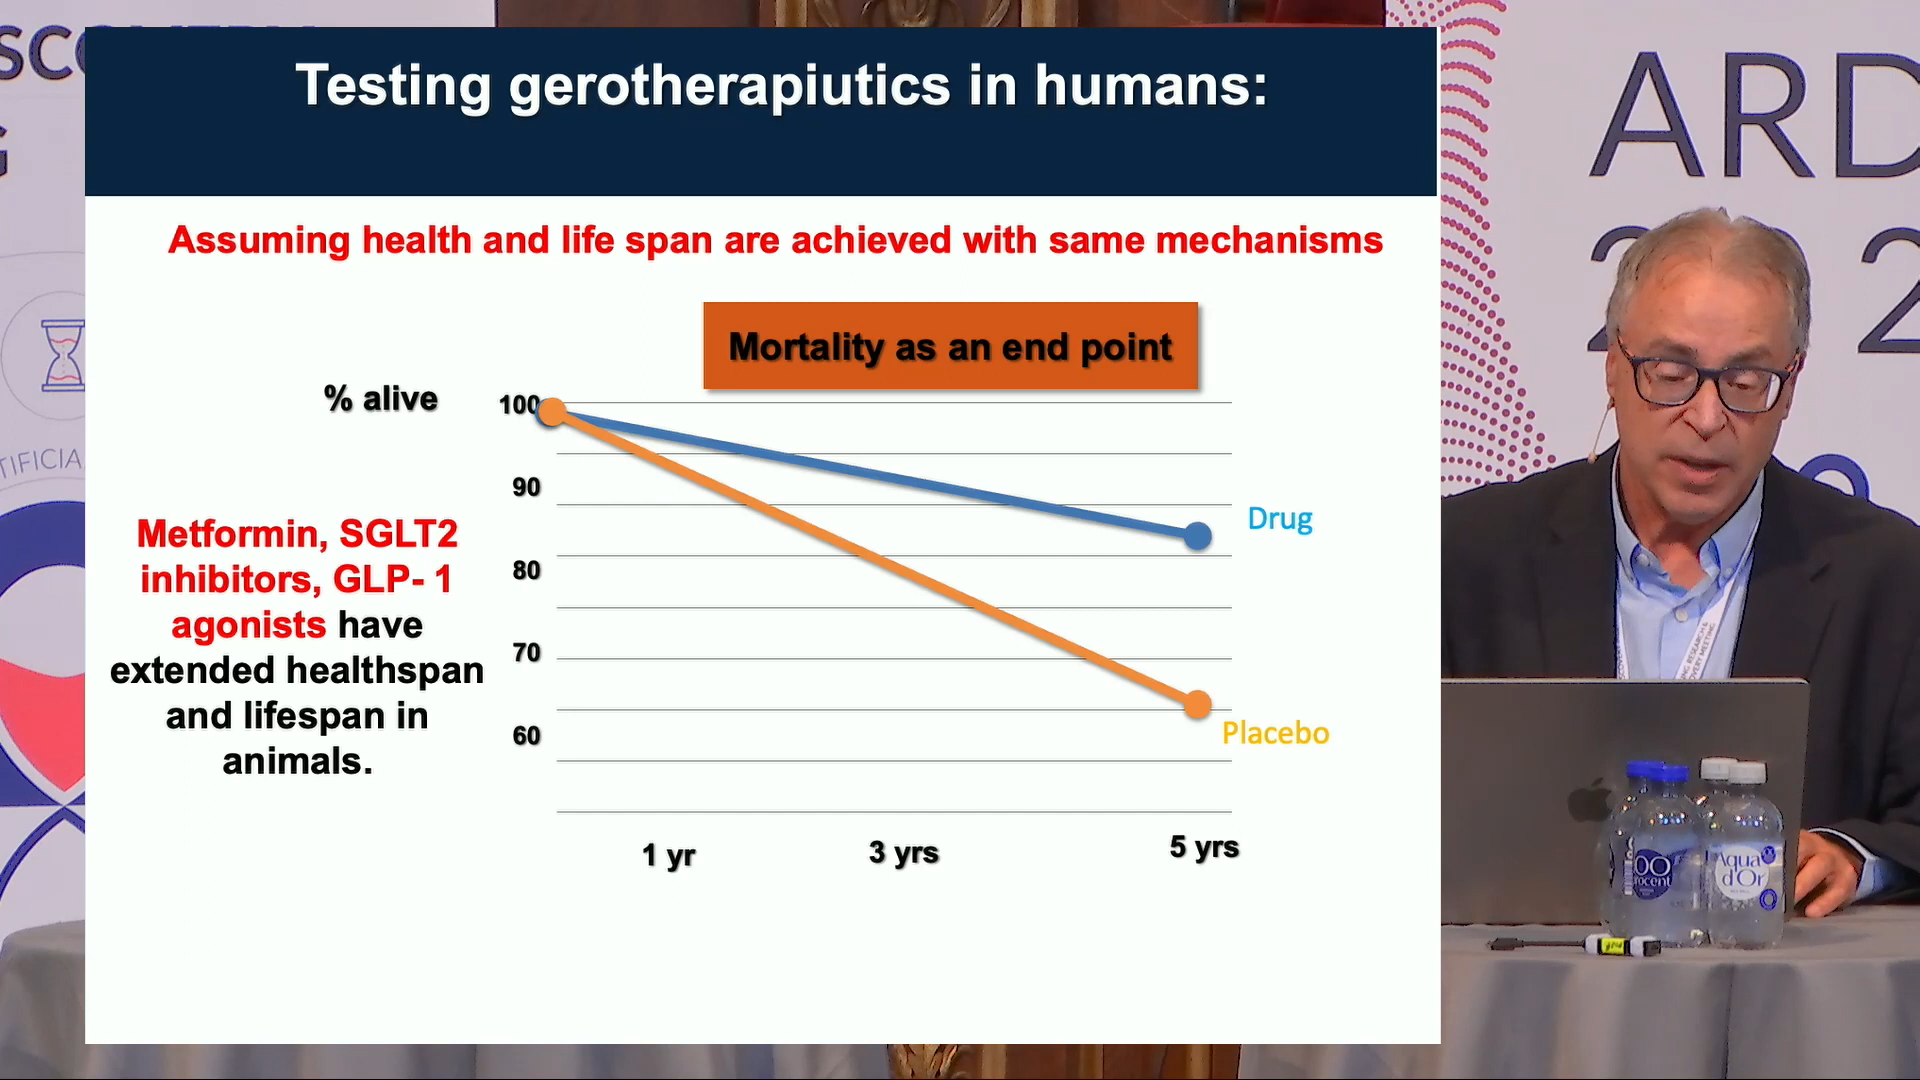 Testing gerotherapiutics in humans:
Assuming health and life span are achieved with same mechanisms
Mortality as an end point
% alive
100
90
80
70
60
Drug
Placebo
1 yr
3 yrs
5 yrs
Metformin, SGLT2
inhibitors, GLP- 1
agonists have
extended healthspan
and lifespan in
animals.
ARD
Aqua
d'Or